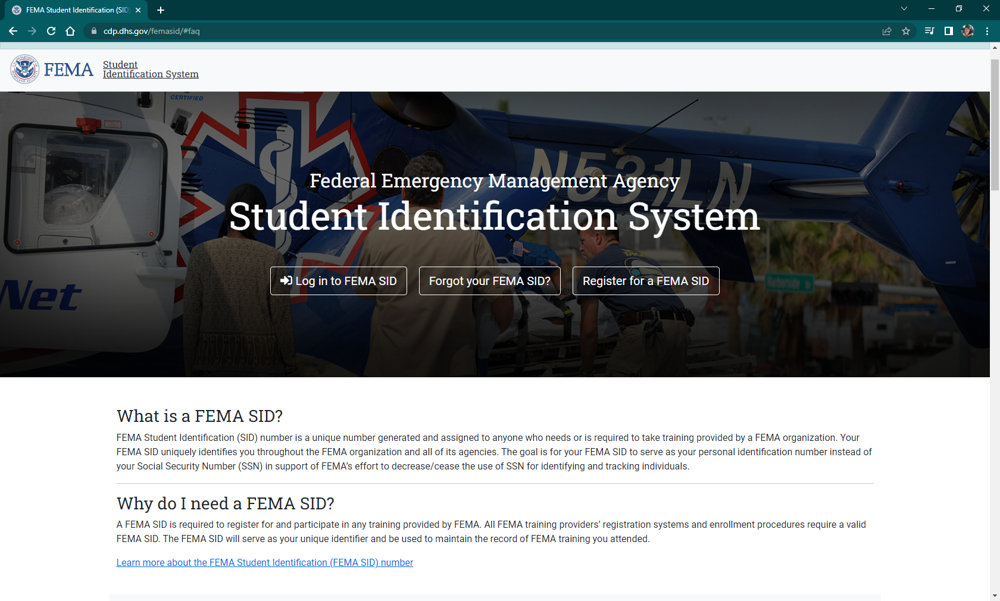 FEMA Student Identification (SID)
cdp.dhs.gov/femasid/#faq
FEMA
Student
Identification System
CERTIFIED
N531LN
Federal Emergency Management Agency
Student Identification System
Log in to FEMA SID
Forgot your FEMA SID?
Register for a FEMA SID
Net
What is a FEMA SID?
FEMA Student Identification (SID) number is a unique number generated and assigned to anyone who needs or is required to take training provided by a FEMA organization. Your
FEMA SID uniquely identifies you throughout the FEMA organization and all of its agencies. The goal is for your FEMA SID to serve as your personal identification number instead of
your Social Security Number (SSN) in support of FEMA’s effort to decrease/cease the use of SSN for identifying and tracking individuals.
Why do I need a FEMA SID?
A FEMA SID is required to register for and participate in any training provided by FEMA. All FEMA training providers’ registration systems and enrollment procedures require a valid
FEMA SID. The FEMA SID will serve as your unique identifier and be used to maintain the record of FEMA training you attended.
Learn more about the FEMA Student Identification (FEMA SID) number